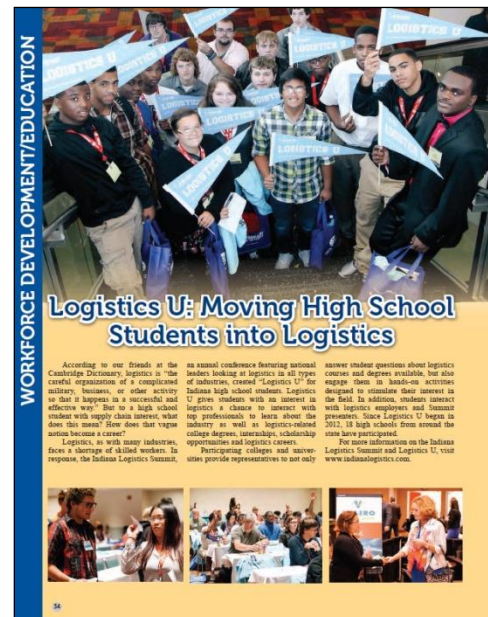 LOGISTICS U
LOGISTICS U
LOGISTICS U
LOGISTICS U
LOGISTICS U
LOGISTICS U
WORKFORCE DEVELOPMENT/EDUCATION
Logistics U: Moving High School
Students into Logistics
According to our friends at the
Cambridge Dictionary, logistics is “the
careful organization of a complicated
military, business, or other activity
so that it happens in a successful and
effective way.” But to a high school
student with supply chain interest, what
does this mean? How does that vague
notion become a career?
Logistics, as with many industries,
faces a shortage of skilled workers. In
response, the Indiana Logistics Summit,
an annual conference featuring national
leaders looking at logistics in all types
of industries, created “Logistics U” for
Indiana high school students. Logistics
U gives students with an interest in
logistics a chance to interact with
top professionals to learn about the
industry as well as logistics-related
college degrees, internships, scholarship
opportunities and logistics careers.
Participating colleges and univer-
sities provide representatives to not only
answer student questions about logistics
courses and degrees available, but also
engage them in hands-on activities
designed to stimulate their interest in
the field. In addition, students interact
with logistics employers and Summit
presenters. Since Logistics U began in
2012, 18 high schools from around the
state have participated.
For more information on the Indiana
Logistics Summit and Logistics U, visit
www.indianalogistics.com.